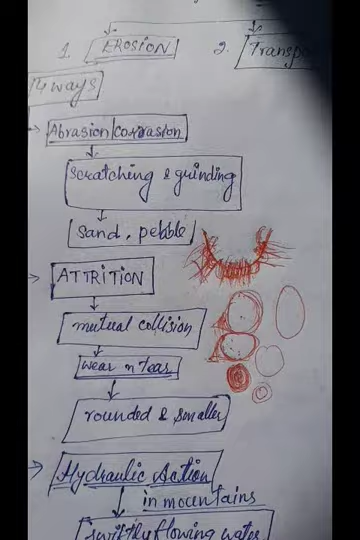 1. EROSION 2. Transpo
4 ways
Abrasion/corrasion
Scratching & grinding
Sand, pebble
ATTRITION
mutual collision
wear n tear
rounded & smaller
Hydraulic Action
in mountains
swiftly flowing water